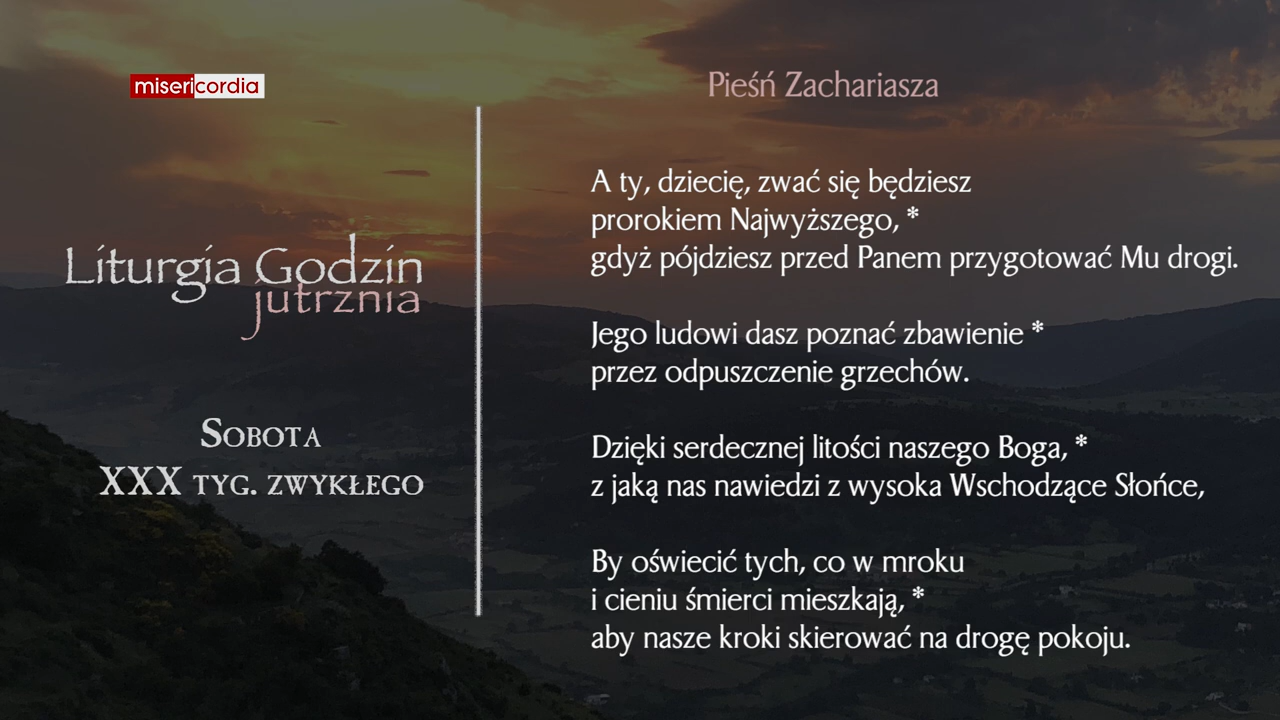 misericordia
Liturgia Godzin
jutrznia
Sobota
XXX tyg. zwykłego
Pieśń Zachariasza
A ty, dziecię, zwać się będziesz
prorokiem Najwyższego, *
gdyż pójdziesz przed Panem przygotować Mu drogi.
Jego ludowi dasz poznać zbawienie *
przez odpuszczenie grzechów.
Dzięki serdecznej litości naszego Boga, *
z jaką nas nawiedzi z wysoka Wschodzące Słońce,
By oświecić tych, co w mroku
i cieniu śmierci mieszkają, *
aby nasze kroki skierować na drogę pokoju.